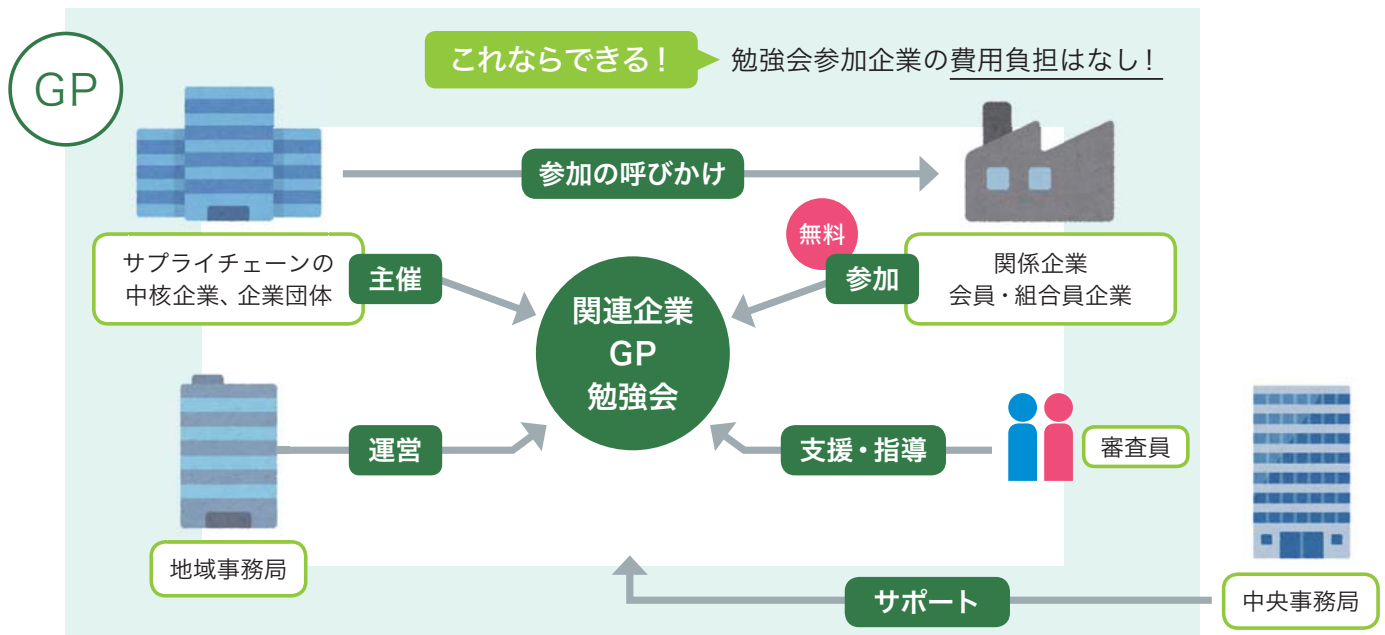 GP
これならできる！
勉強会参加企業の費用負担はなし！
参加の呼びかけ
サプライチェーンの
中核企業、企業団体
主催
無料
参加
関係企業
会員・組合員企業
関連企業
GP
勉強会
運営
支援・指導
審査員
地域事務局
サポート
中央事務局